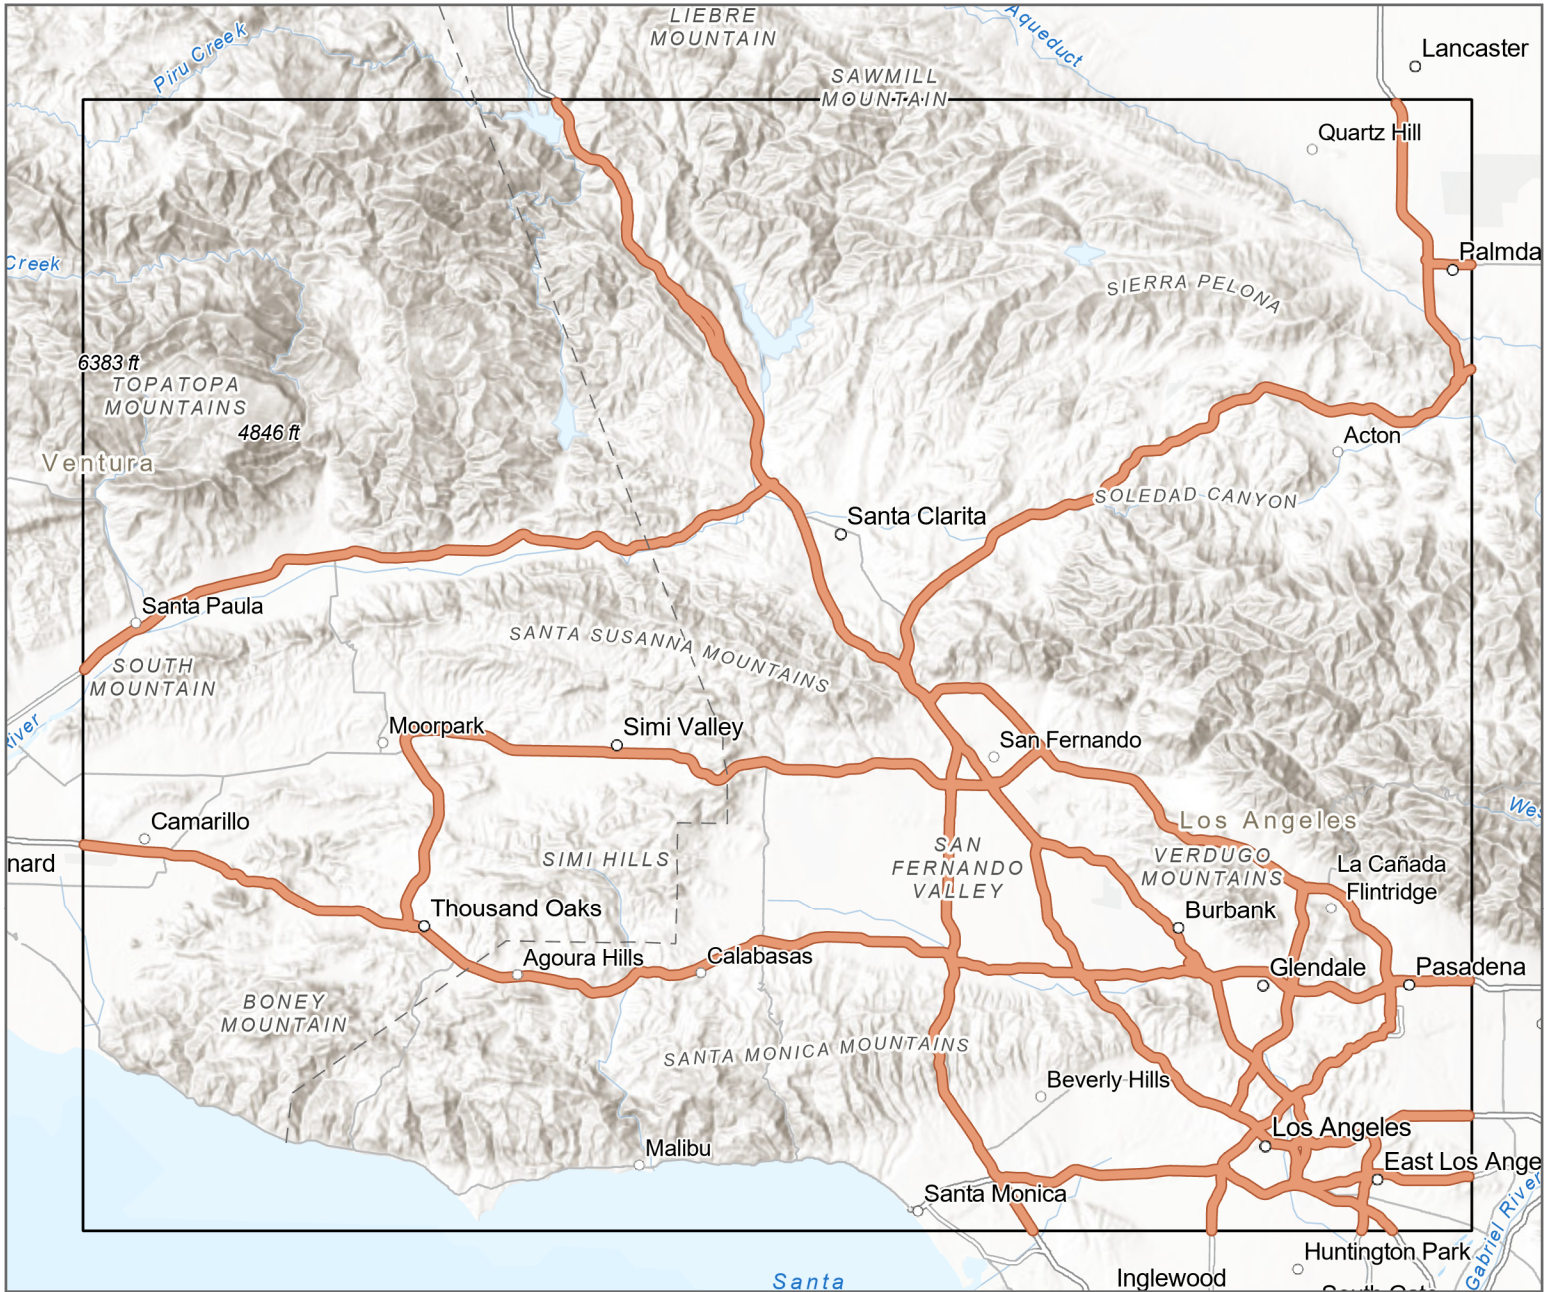 LIEBRE
MOUNTAIN
Aqueduct
Piru Creek
Lancaster
SAWMILL
MOUNTAIN
Quartz Hill
Palmda
Creek
SIERRA PELONA
6383 ft
TOPATOPA
MOUNTAINS
4846 ft
Acton
Ventura
SOLEDAD CANYON
Santa Clarita
Santa Paula
SANTA SUSANNA MOUNTAINS
SOUTH
MOUNTAIN
River
Moorpark
Simi Valley
San Fernando
Camarillo
Los Angeles
Wes
nard
SIMI HILLS
SAN
FERNANDO
VALLEY
VERDUGO
MOUNTAINS
La Cañada
Flintridge
Thousand Oaks
Burbank
Agoura Hills
Calabasas
Glendale
Pasadena
BONEY
MOUNTAIN
SANTA MONICA MOUNTAINS
Beverly Hills
Los Angeles
Malibu
East Los Ange
Santa Monica
Gabriel River
Huntington Park
Santa
Inglewood